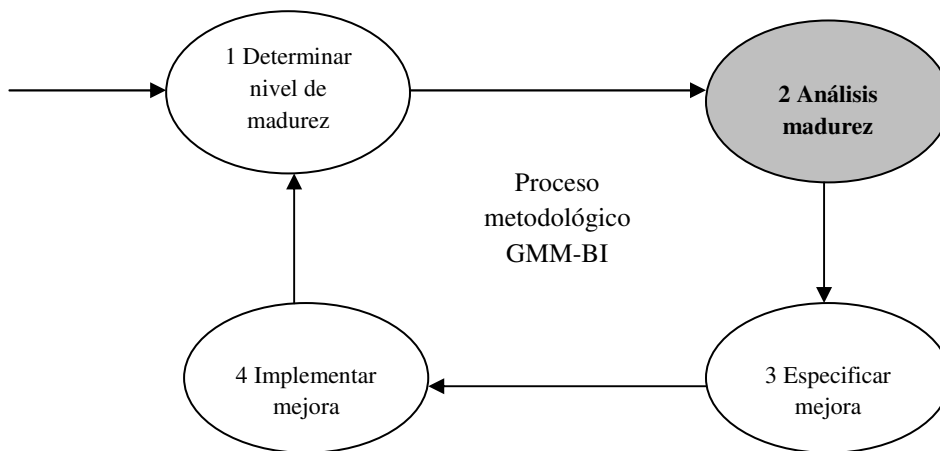 1 Determinar
nivel de
madurez
2 Análisis
madurez
Proceso
metodológico
GMM-BI
4 Implementar
mejora
3 Especificar
mejora